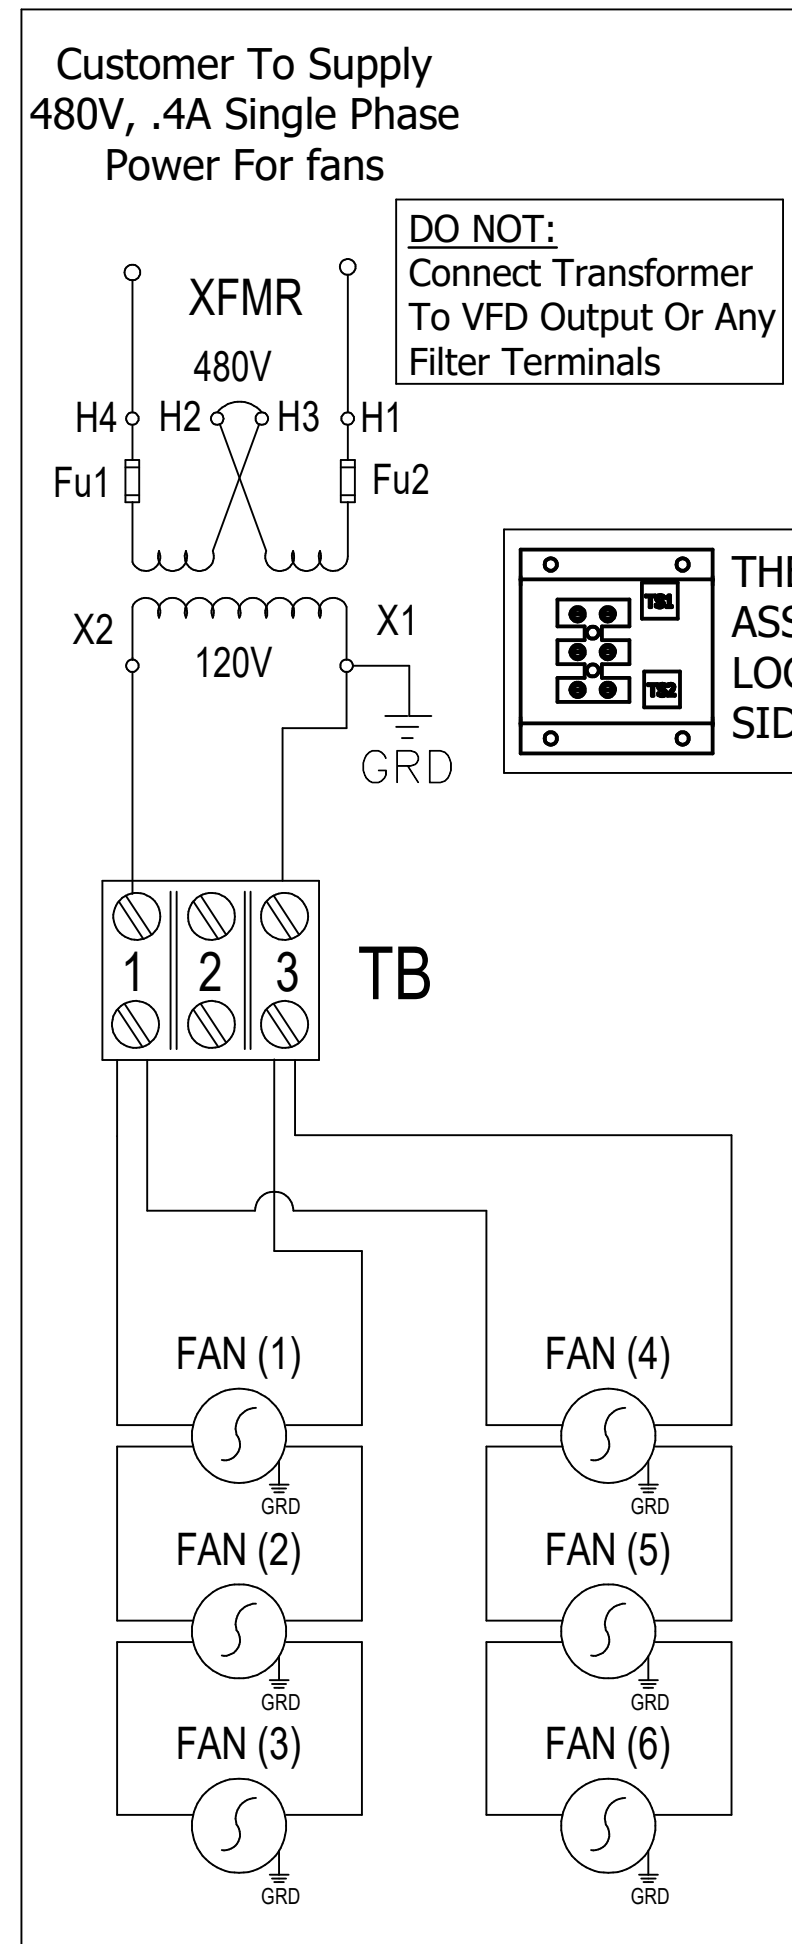 Customer To Supply
480V, .4A Single Phase
Power For fans
DO NOT:
Connect Transformer
To VFD Output Or Any
Filter Terminals
XFMR
480V
H4 H2 H3 H1
Fu1 Fu2
X2 X1
120V
GRD
TS1
TS2
LOC
SID
ASS
TB
1 2 3
FAN (1) FAN (4)
GRD GRD
FAN (2) FAN (5)
GRD GRD
FAN (3) FAN (6)
GRD GRD